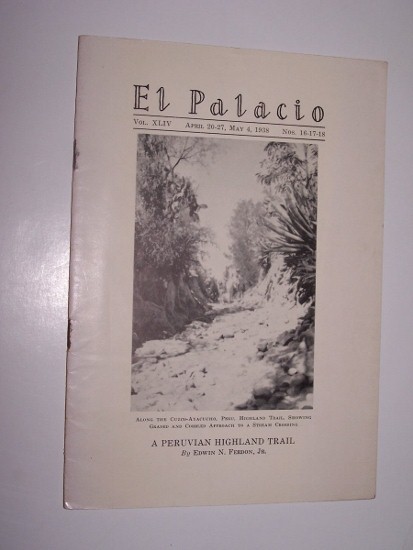 El Palacio
Vol. XLIV April 20-27, May 4, 1938 Nos. 16-17-18
Along the Cuzco-Ayacucho, Peru, Highland Trail, Showing
Graded and Cobbled Approach to a Stream Crossing
A PERUVIAN HIGHLAND TRAIL
By Edwin N. Ferdon, Jr.